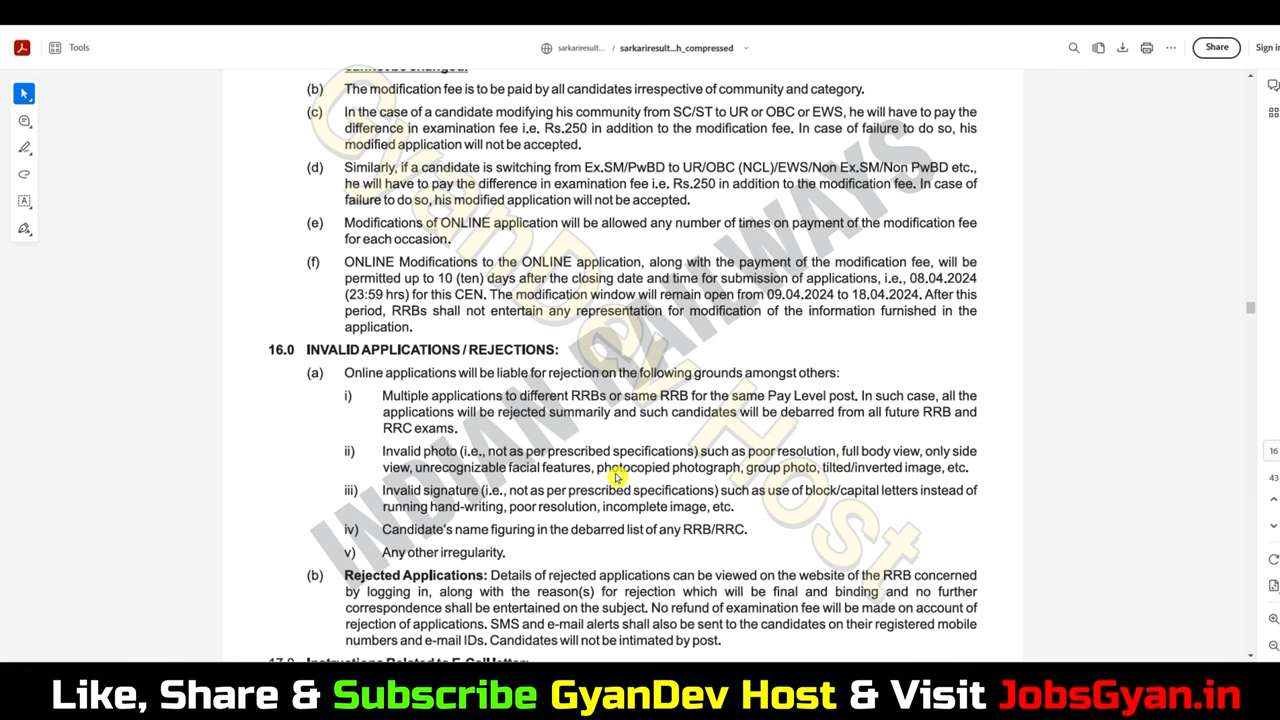 Tools
sarkariresult... / sarkariresult...h_compressed
Share
Sign in
cannot be changed.
(b) The modification fee is to be paid by all candidates irrespective of community and category.
(c) In the case of a candidate modifying his community from SC/ST to UR or OBC or EWS, he will have to pay the
difference in examination fee i.e. Rs.250 in addition to the modification fee. In case of failure to do so, his
modified application will not be accepted.
(d) Similarly, if a candidate is switching from Ex.SM/PwBD to UR/OBC (NCL)/EWS/Non Ex.SM/Non PwBD etc.,
he will have to pay the difference in examination fee i.e. Rs.250 in addition to the modification fee. In case of
failure to do so, his modified application will not be accepted.
(e) Modifications of ONLINE application will be allowed any number of times on payment of the modification fee
for each occasion.
(f) ONLINE Modifications to the ONLINE application, along with the payment of the modification fee, will be
permitted up to 10 (ten) days after the closing date and time for submission of applications, i.e., 08.04.2024
(23:59 hrs) for this CEN. The modification window will remain open from 09.04.2024 to 18.04.2024. After this
period, RRBs shall not entertain any representation for modification of the information furnished in the
application.
16.0 INVALID APPLICATIONS / REJECTIONS:
(a) Online applications will be liable for rejection on the following grounds amongst others:
i) Multiple applications to different RRBs or same RRB for the same Pay Level post. In such case, all the
applications will be rejected summarily and such candidates will be debarred from all future RRB and
RRC exams.
ii) Invalid photo (i.e., not as per prescribed specifications) such as poor resolution, full body view, only side
view, unrecognizable facial features, photocopied photograph, group photo, tilted/inverted image, etc.
iii) Invalid signature (i.e., not as per prescribed specifications) such as use of block/capital letters instead of
running hand-writing, poor resolution, incomplete image, etc.
iv) Candidate's name figuring in the debarred list of any RRB/RRC.
v) Any other irregularity.
(b) Rejected Applications: Details of rejected applications can be viewed on the website of the RRB concerned
by logging in, along with the reason(s) for rejection which will be final and binding and no further
correspondence shall be entertained on the subject. No refund of examination fee will be made on account of
rejection of applications. SMS and e-mail alerts shall also be sent to the candidates on their registered mobile
numbers and e-mail IDs. Candidates will not be intimated by post.
17.0 Instructions Related to E-Call letter:
GyanDev Host
INDIAN RAILWAYS
16
43
Like, Share & Subscribe GyanDev Host & Visit JobsGyan.in